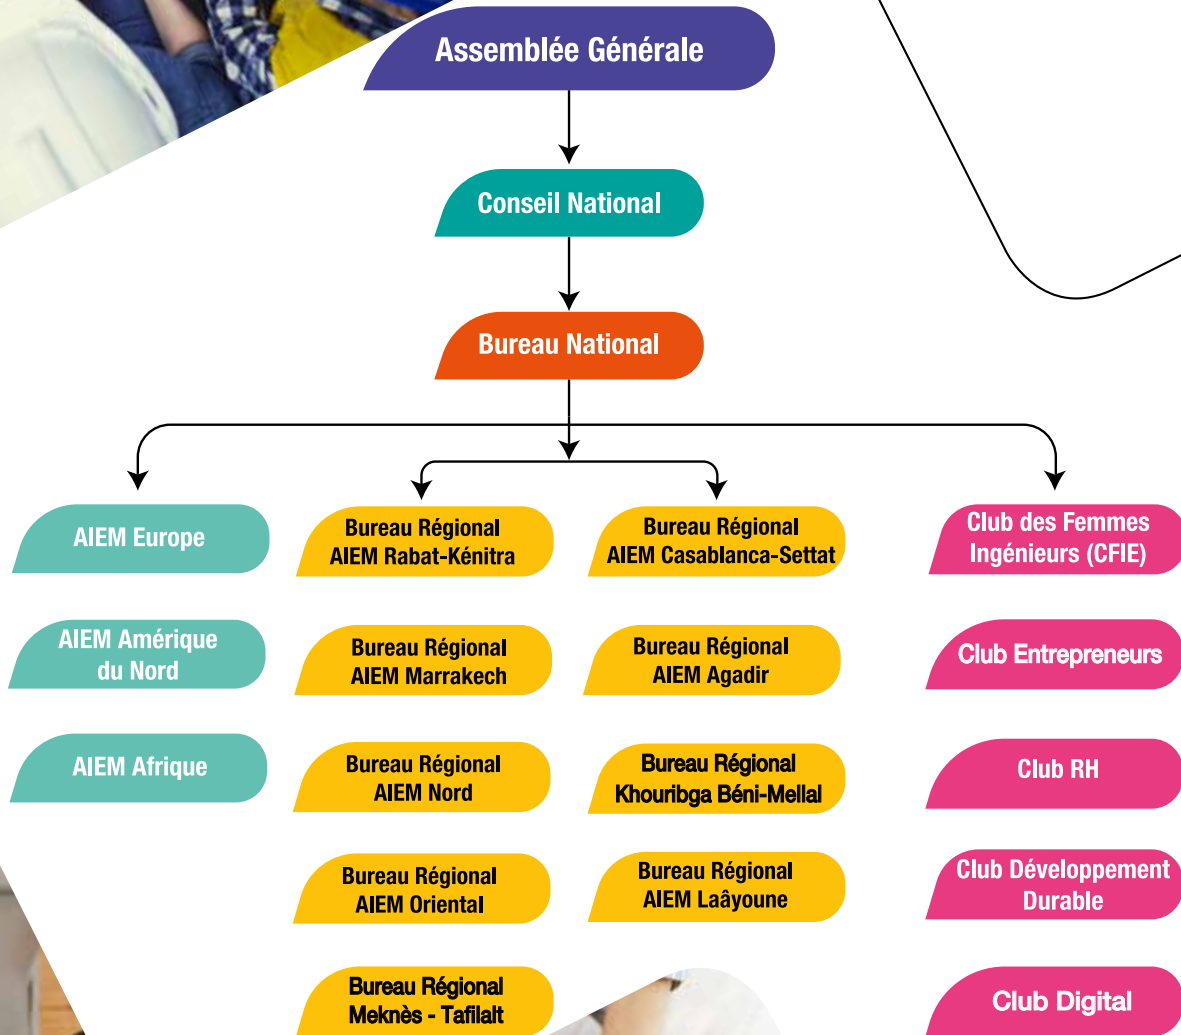 Assemblée Générale
Conseil National
Bureau National
AIEM Europe
AIEM Amérique
du Nord
AIEM Afrique
Bureau Régional
AIEM Rabat-Kénitra
Bureau Régional
AIEM Marrakech
Bureau Régional
AIEM Nord
Bureau Régional
AIEM Oriental
Bureau Régional
Meknès - Tafilalt
Bureau Régional
AIEM Casablanca-Settat
Bureau Régional
AIEM Agadir
Bureau Régional
Khouribga Béni-Mellal
Bureau Régional
AIEM Laâyoune
Club des Femmes
Ingénieurs (CFIE)
Club Entrepreneurs
Club RH
Club Développement
Durable
Club Digital